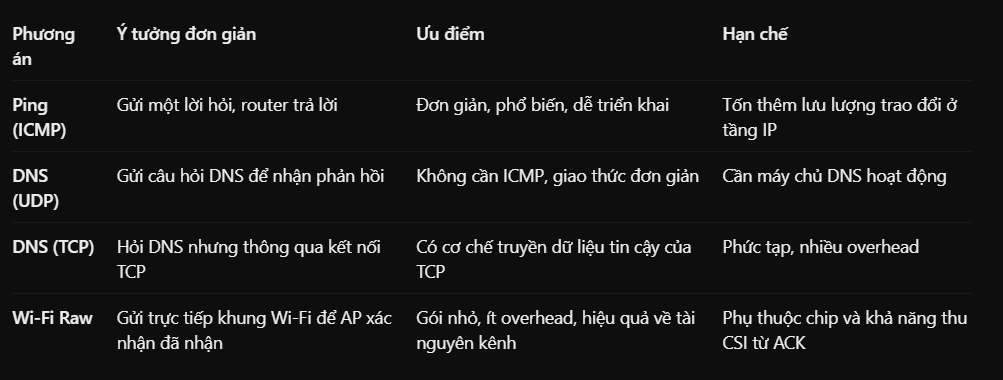 Phương án
Ý tưởng đơn giản
Ưu điểm
Hạn chế
Ping (ICMP)
Gửi một lời hỏi, router trả lời
Đơn giản, phổ biến, dễ triển khai
Tốn thêm lưu lượng trao đổi ở
tầng IP
DNS (UDP)
Gửi câu hỏi DNS để nhận phản hồi
Không cần ICMP, giao thức đơn giản
Cần máy chủ DNS hoạt động
DNS (TCP)
Hỏi DNS nhưng thông qua kết nối
TCP
Có cơ chế truyền dữ liệu tin cậy của
TCP
Phức tạp, nhiều overhead
Wi-Fi Raw
Gửi trực tiếp khung Wi-Fi để AP xác
nhận đã nhận
Gói nhỏ, ít overhead, hiệu quả về tài
nguyên kênh
Phụ thuộc chip và khả năng thu
CSI từ ACK